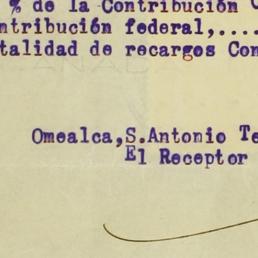 % de la Contribución
ntribución federal,....
talidad de recargos Con
Omealca, S. Antonio Te
El Receptor